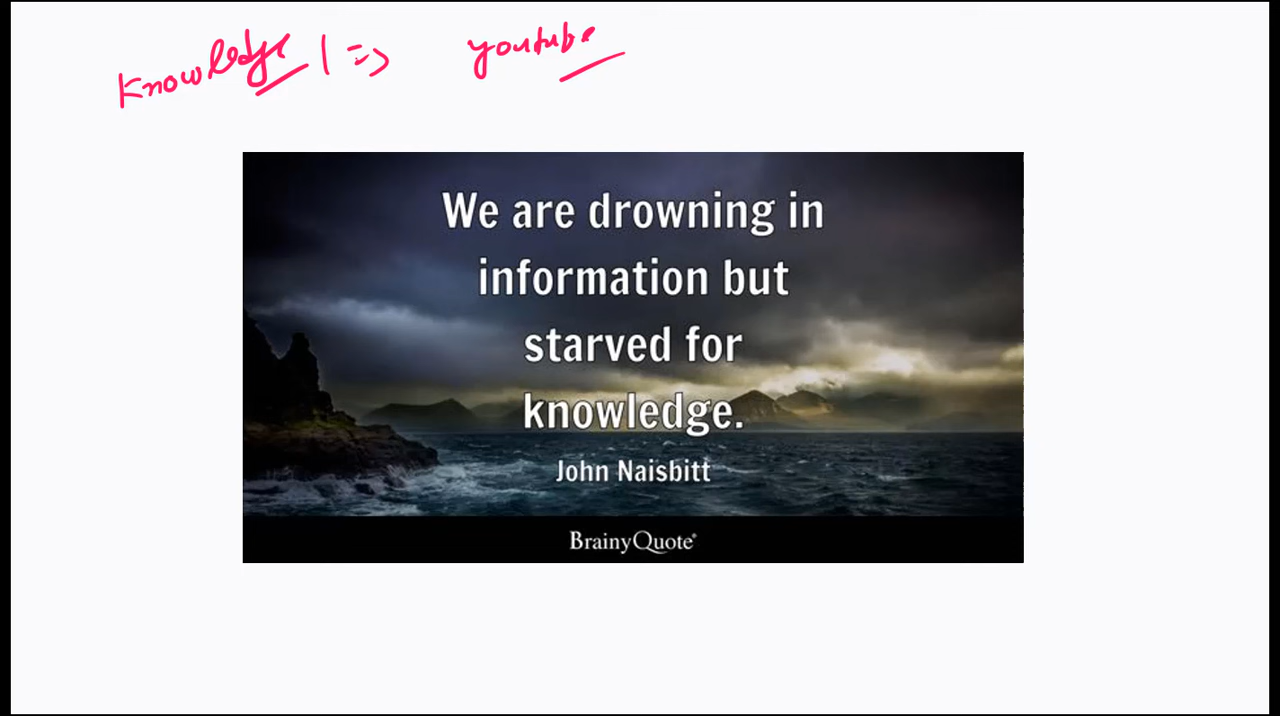 Knowledge | => youtube
We are drowning in
information but
starved for
knowledge.
John Naisbitt
BrainyQuote®